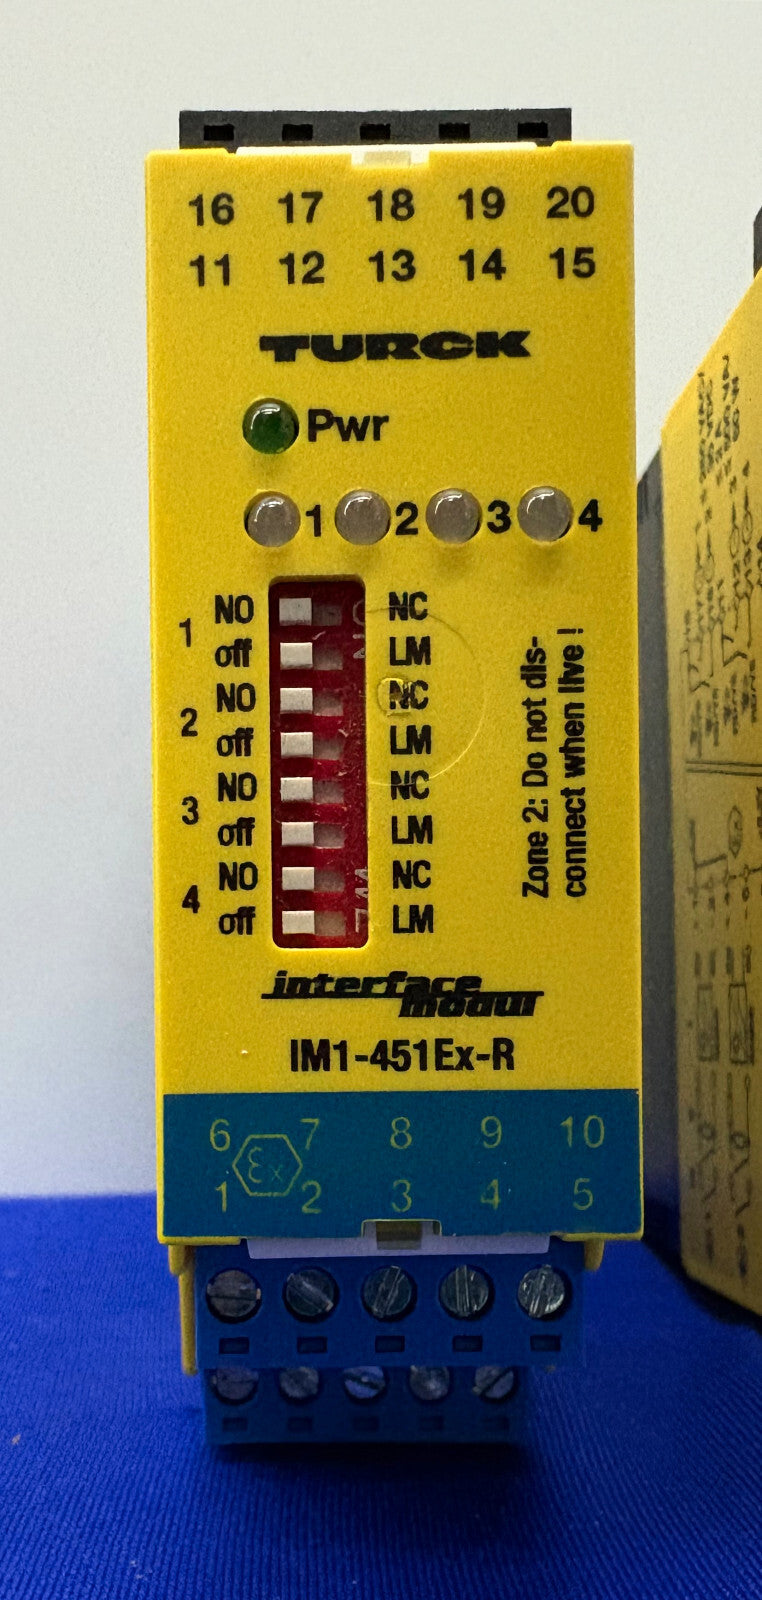 16 17 18 19 20
11 12 13 14 15
TURCK
Pwr
1 2 3 4
1 NO NC
off LM
2 NO NC
off LM
3 NO NC
off LM
4 NO NC
off LM
Zone 2: Do not dis-
connect when live !
interface
modul
IM1-451Ex-R
6 7 8 9 10
Ex
1 2 3 4 5